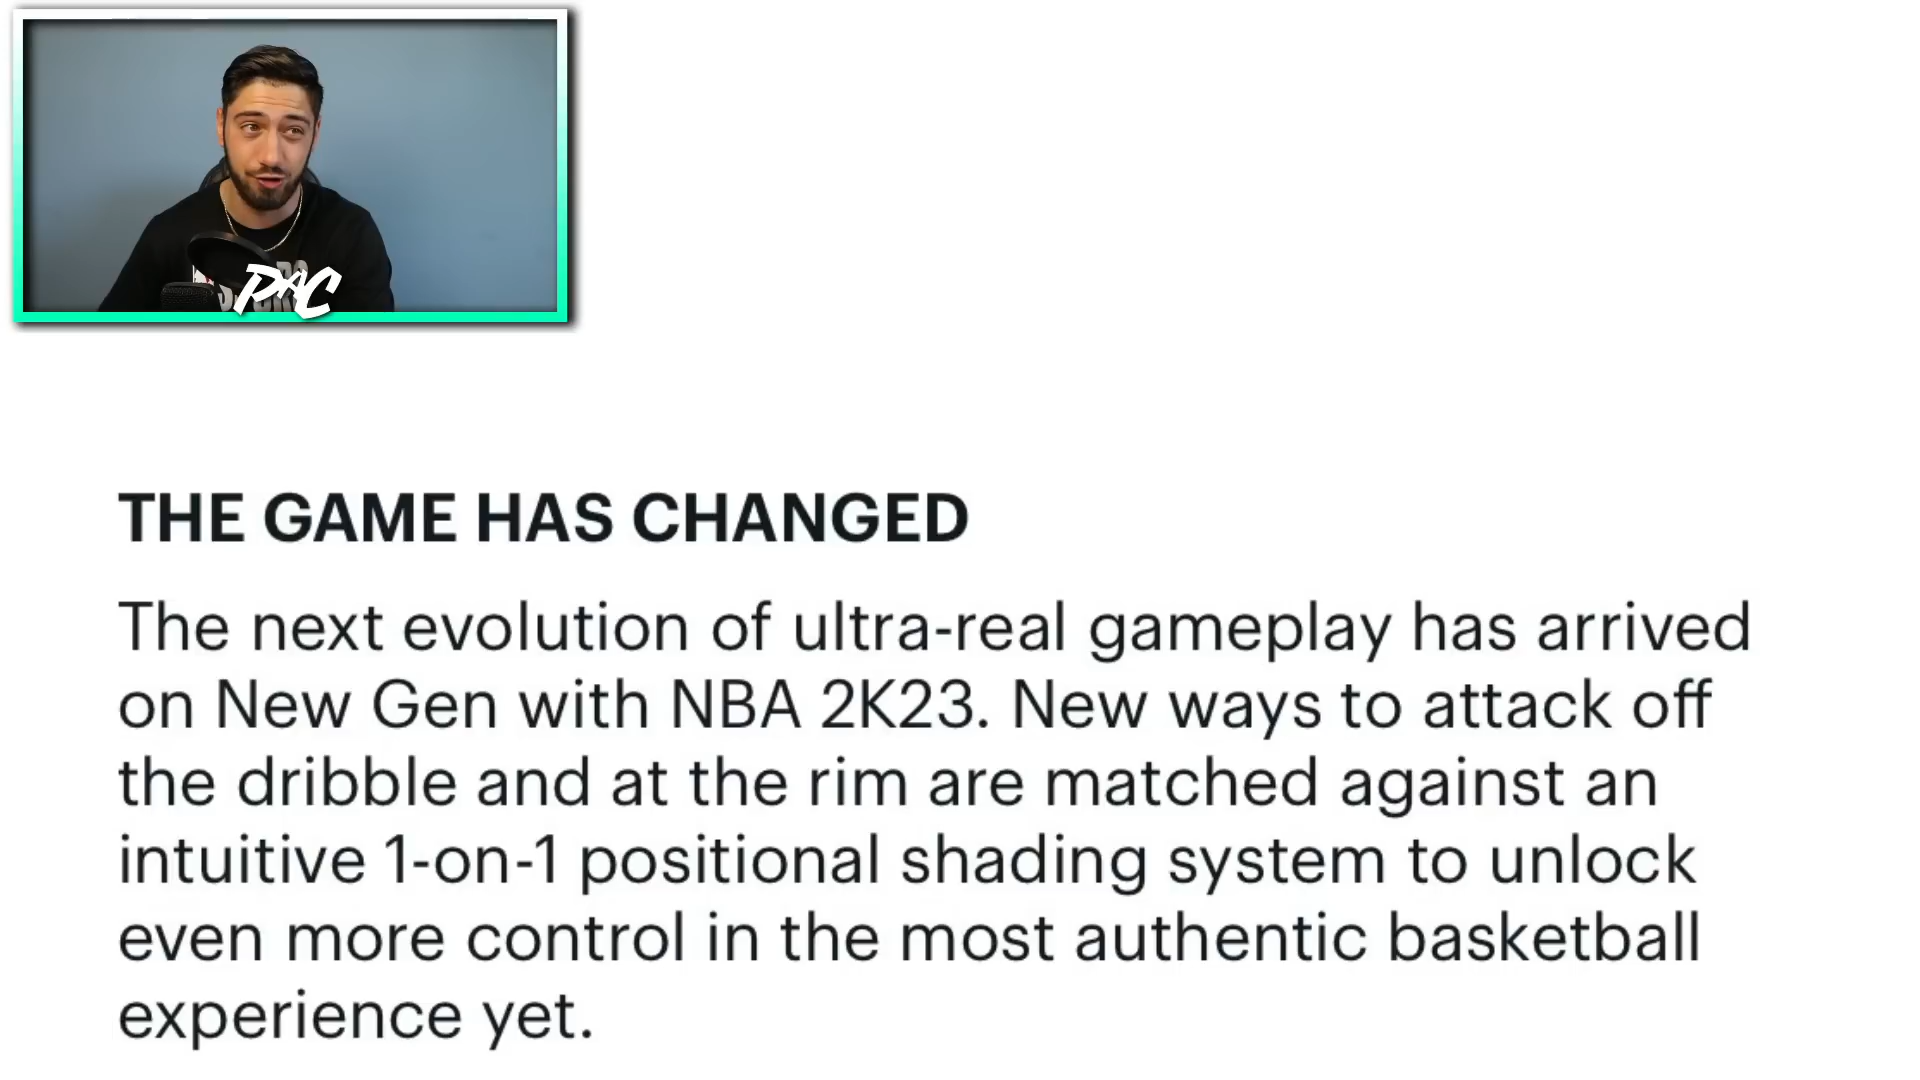 PAC
THE GAME HAS CHANGED
The next evolution of ultra-real gameplay has arrived
on New Gen with NBA 2K23. New ways to attack off
the dribble and at the rim are matched against an
intuitive 1-on-1 positional shading system to unlock
even more control in the most authentic basketball
experience yet.